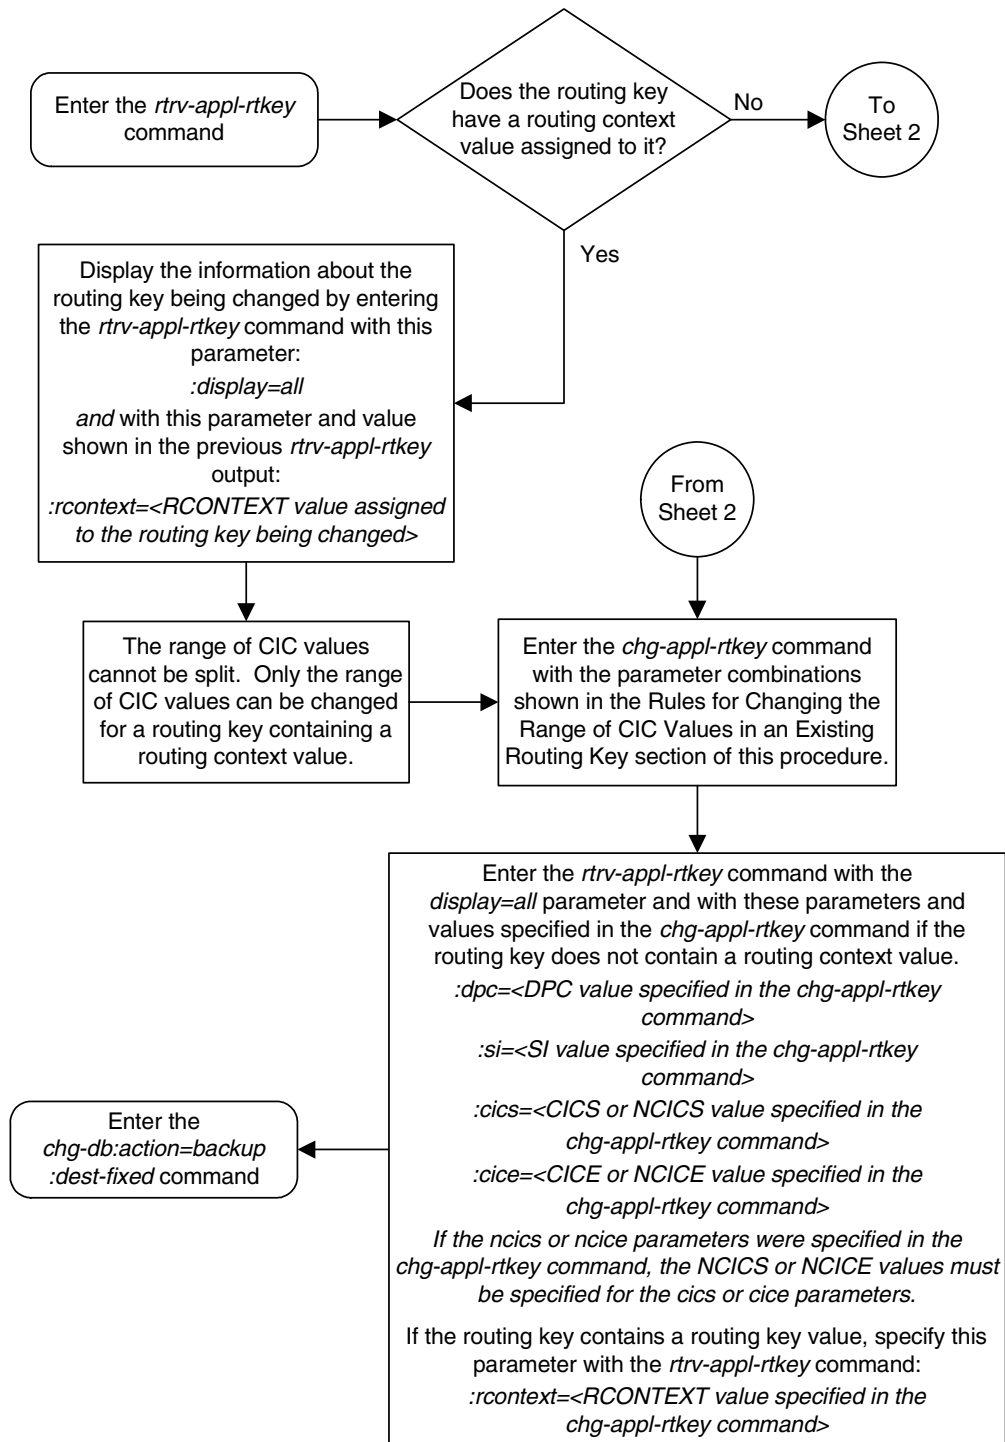 Enter the rtrv-appl-rtkey
command
Does the routing key
have a routing context
value assigned to it?
No
To
Sheet 2
Yes
Display the information about the
routing key being changed by entering
the rtrv-appl-rtkey command with this
parameter:
:display=all
and with this parameter and value
shown in the previous rtrv-appl-rtkey
output:
:rcontext=<RCONTEXT value assigned
to the routing key being changed>
From
Sheet 2
The range of CIC values
cannot be split.  Only the range
of CIC values can be changed
for a routing key containing a
routing context value.
Enter the chg-appl-rtkey command
with the parameter combinations
shown in the Rules for Changing the
Range of CIC Values in an Existing
Routing Key section of this procedure.
Enter the rtrv-appl-rtkey command with the
display=all parameter and with these parameters and
values specified in the chg-appl-rtkey command if the
routing key does not contain a routing context value.
:dpc=<DPC value specified in the chg-appl-rtkey
command>
:si=<SI value specified in the chg-appl-rtkey
command>
:cics=<CICS or NCICS value specified in the
chg-appl-rtkey command>
:cice=<CICE or NCICE value specified in the
chg-appl-rtkey command>
If the ncics or ncice parameters were specified in the
chg-appl-rtkey command, the NCICS or NCICE values must
be specified for the cics or cice parameters.
If the routing key contains a routing key value, specify this
parameter with the rtrv-appl-rtkey command:
:rcontext=<RCONTEXT value specified in the
chg-appl-rtkey command>
Enter the
chg-db:action=backup
:dest-fixed command